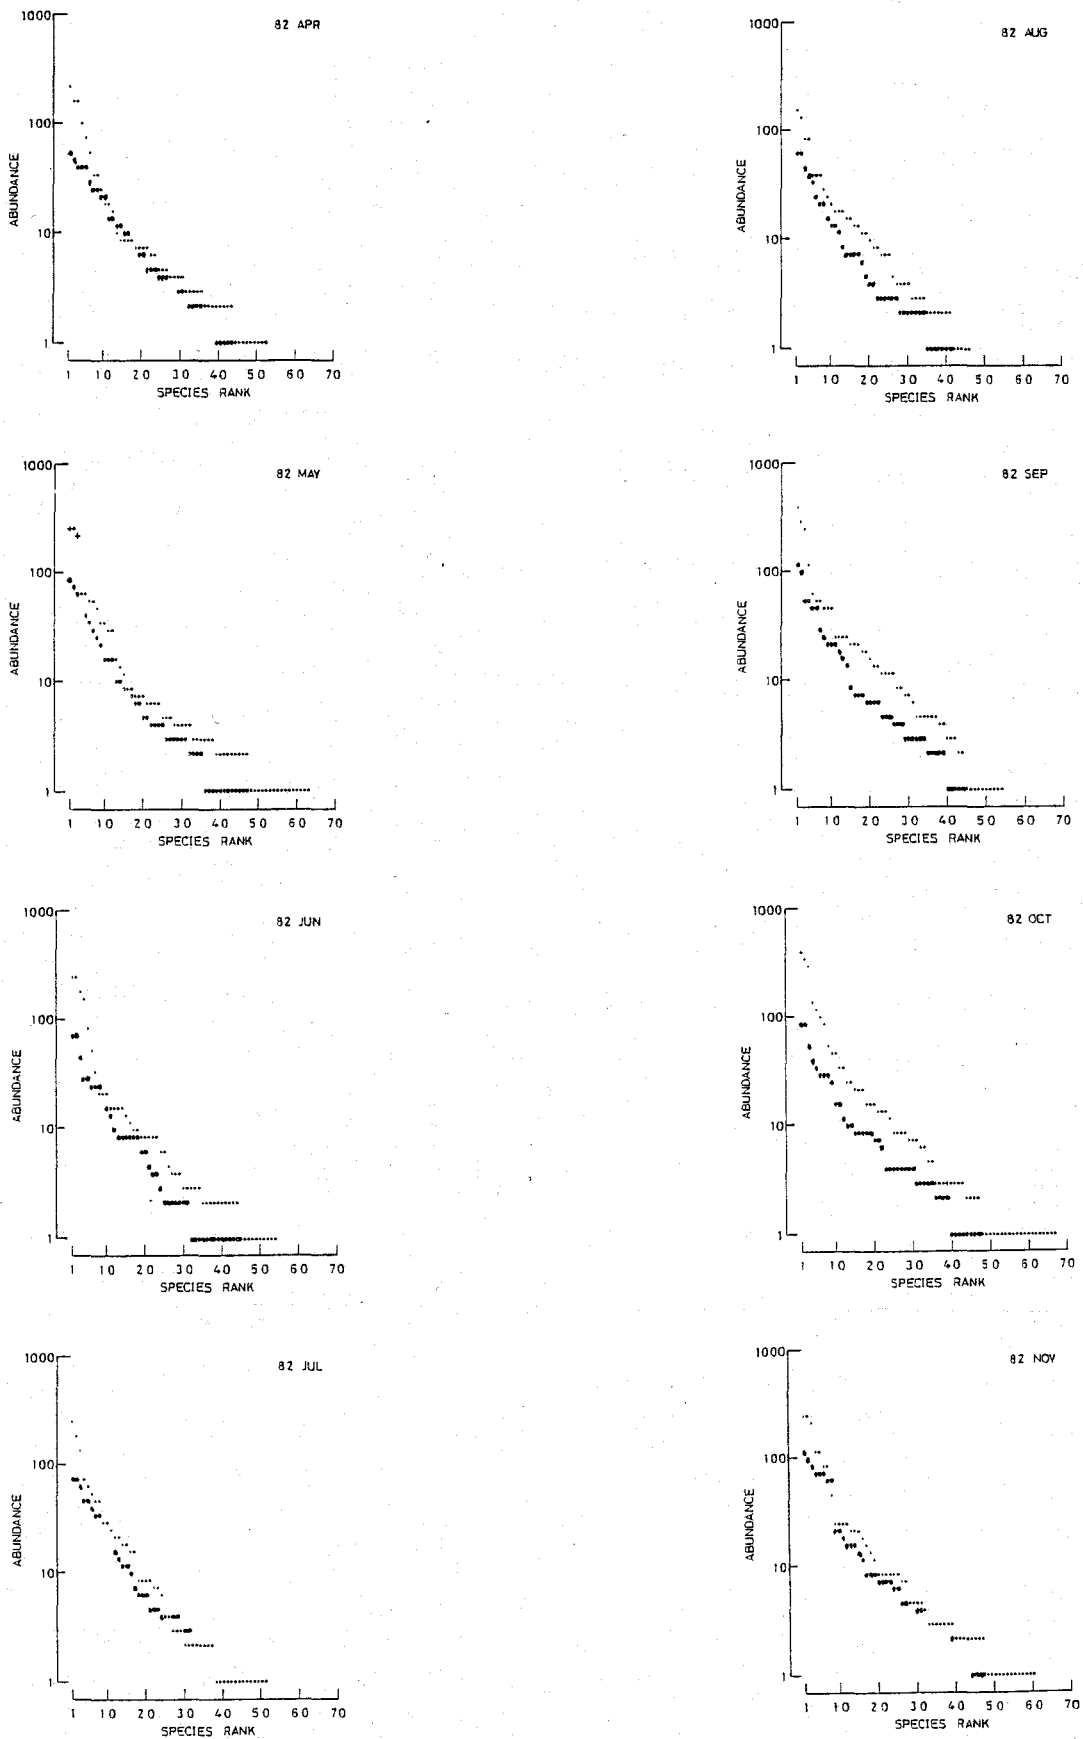 82 APR
1000
100
10
1
ABUNDANCE
1 10 20 30 40 50 60 70
SPECIES RANK
82 AUG
1000
100
10
1
ABUNDANCE
1 10 20 30 40 50 60 70
SPECIES RANK
82 MAY
1000
100
10
1
ABUNDANCE
1 10 20 30 40 50 60 70
SPECIES RANK
82 SEP
1000
100
10
1
ABUNDANCE
1 10 20 30 40 50 60 70
SPECIES RANK
82 JUN
1000
100
10
1
ABUNDANCE
1 10 20 30 40 50 60 70
SPECIES RANK
82 OCT
1000
100
10
1
ABUNDANCE
1 10 20 30 40 50 60 70
SPECIES RANK
82 JUL
1000
100
10
1
ABUNDANCE
1 10 20 30 40 50 60 70
SPECIES RANK
82 NOV
1000
100
10
1
ABUNDANCE
1 10 20 30 40 50 60 70
SPECIES RANK